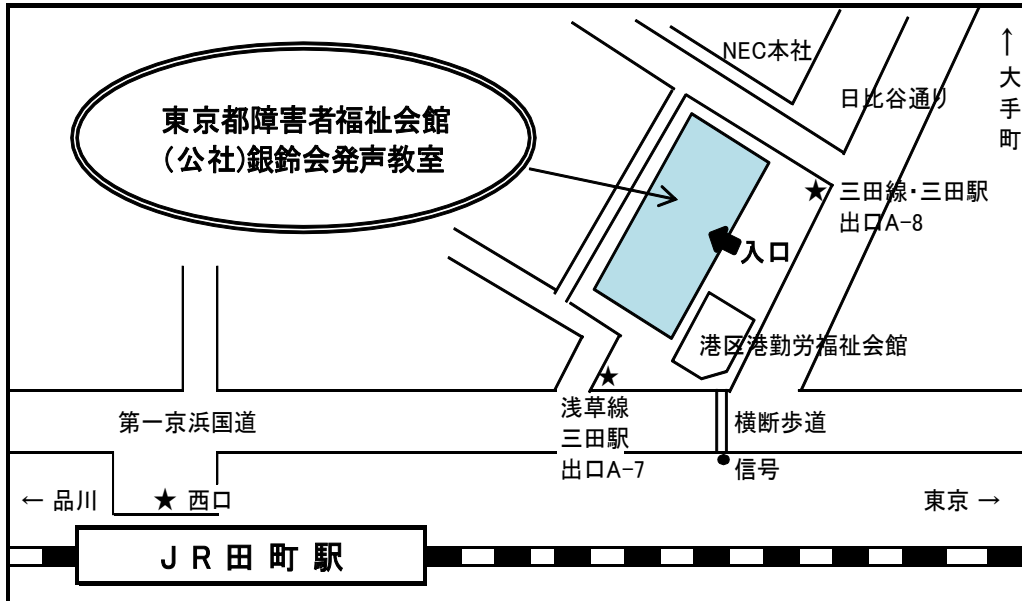 NEC本社
↑
大
手
町
日比谷通り
東京都障害者福祉会館
(公社)銀鈴会発声教室
★ 三田線・三田駅
出口A-8
入口
港区港勤労福祉会館
★
第一京浜国道
浅草線
三田駅
出口A-7
横断歩道
信号
← 品川
★ 西口
東京 →
JR田町駅